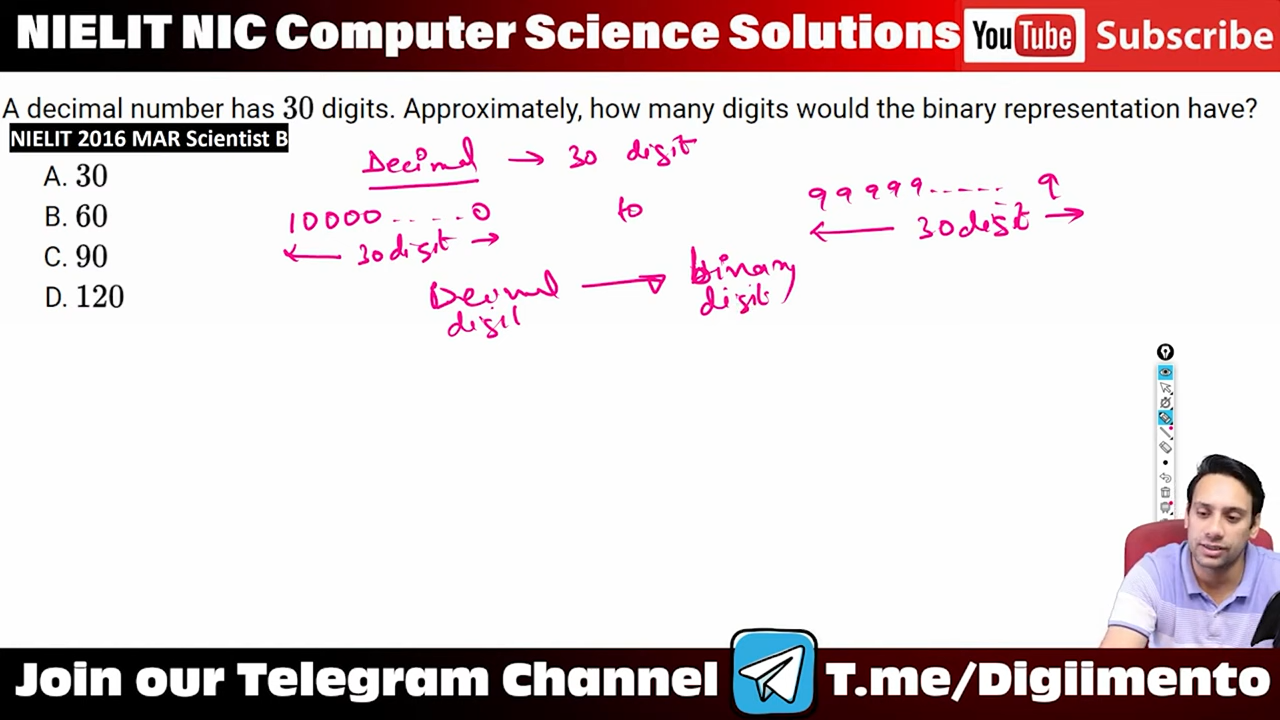 NIELIT NIC Computer Science Solutions YouTube Subscribe
A decimal number has 30 digits. Approximately, how many digits would the binary representation have?
NIELIT 2016 MAR Scientist B
Decimal → 30 digit
A. 30
99999...... 9
B. 60
10000.....0 to
← 30 digit →
C. 90
← 30 digit →
Decimal → binary
digit digit
D. 120
Join our Telegram Channel T.me/Digiimento